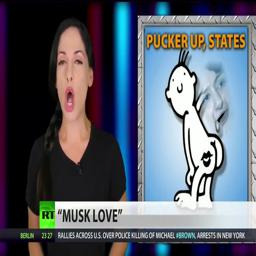 PUCKER UP, STATES
RT "MUSK LOVE"
BERLIN 23:27 RALLIES ACROSS U.S. OVER POLICE KILLING OF MICHAEL #BROWN, ARRESTS IN NEW YORK